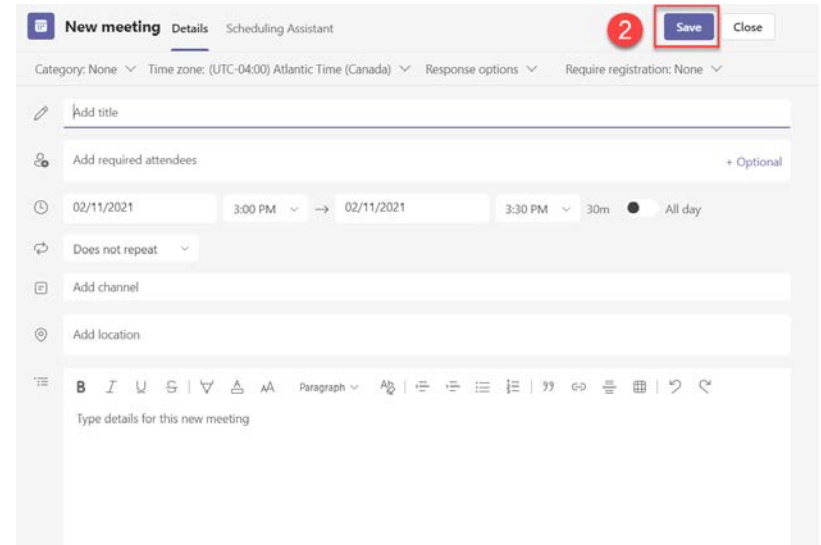 New meeting Details Scheduling Assistant 2 Save Close
Category: None Time zone: (UTC-04:00) Atlantic Time (Canada) Response options Require registration: None
Add title
Add required attendees + Optional
02/11/2021 3:00 PM → 02/11/2021 3:30 PM 30m All day
Does not repeat
Add channel
Add location
B I U S A AA Paragraph Ab 99
Type details for this new meeting